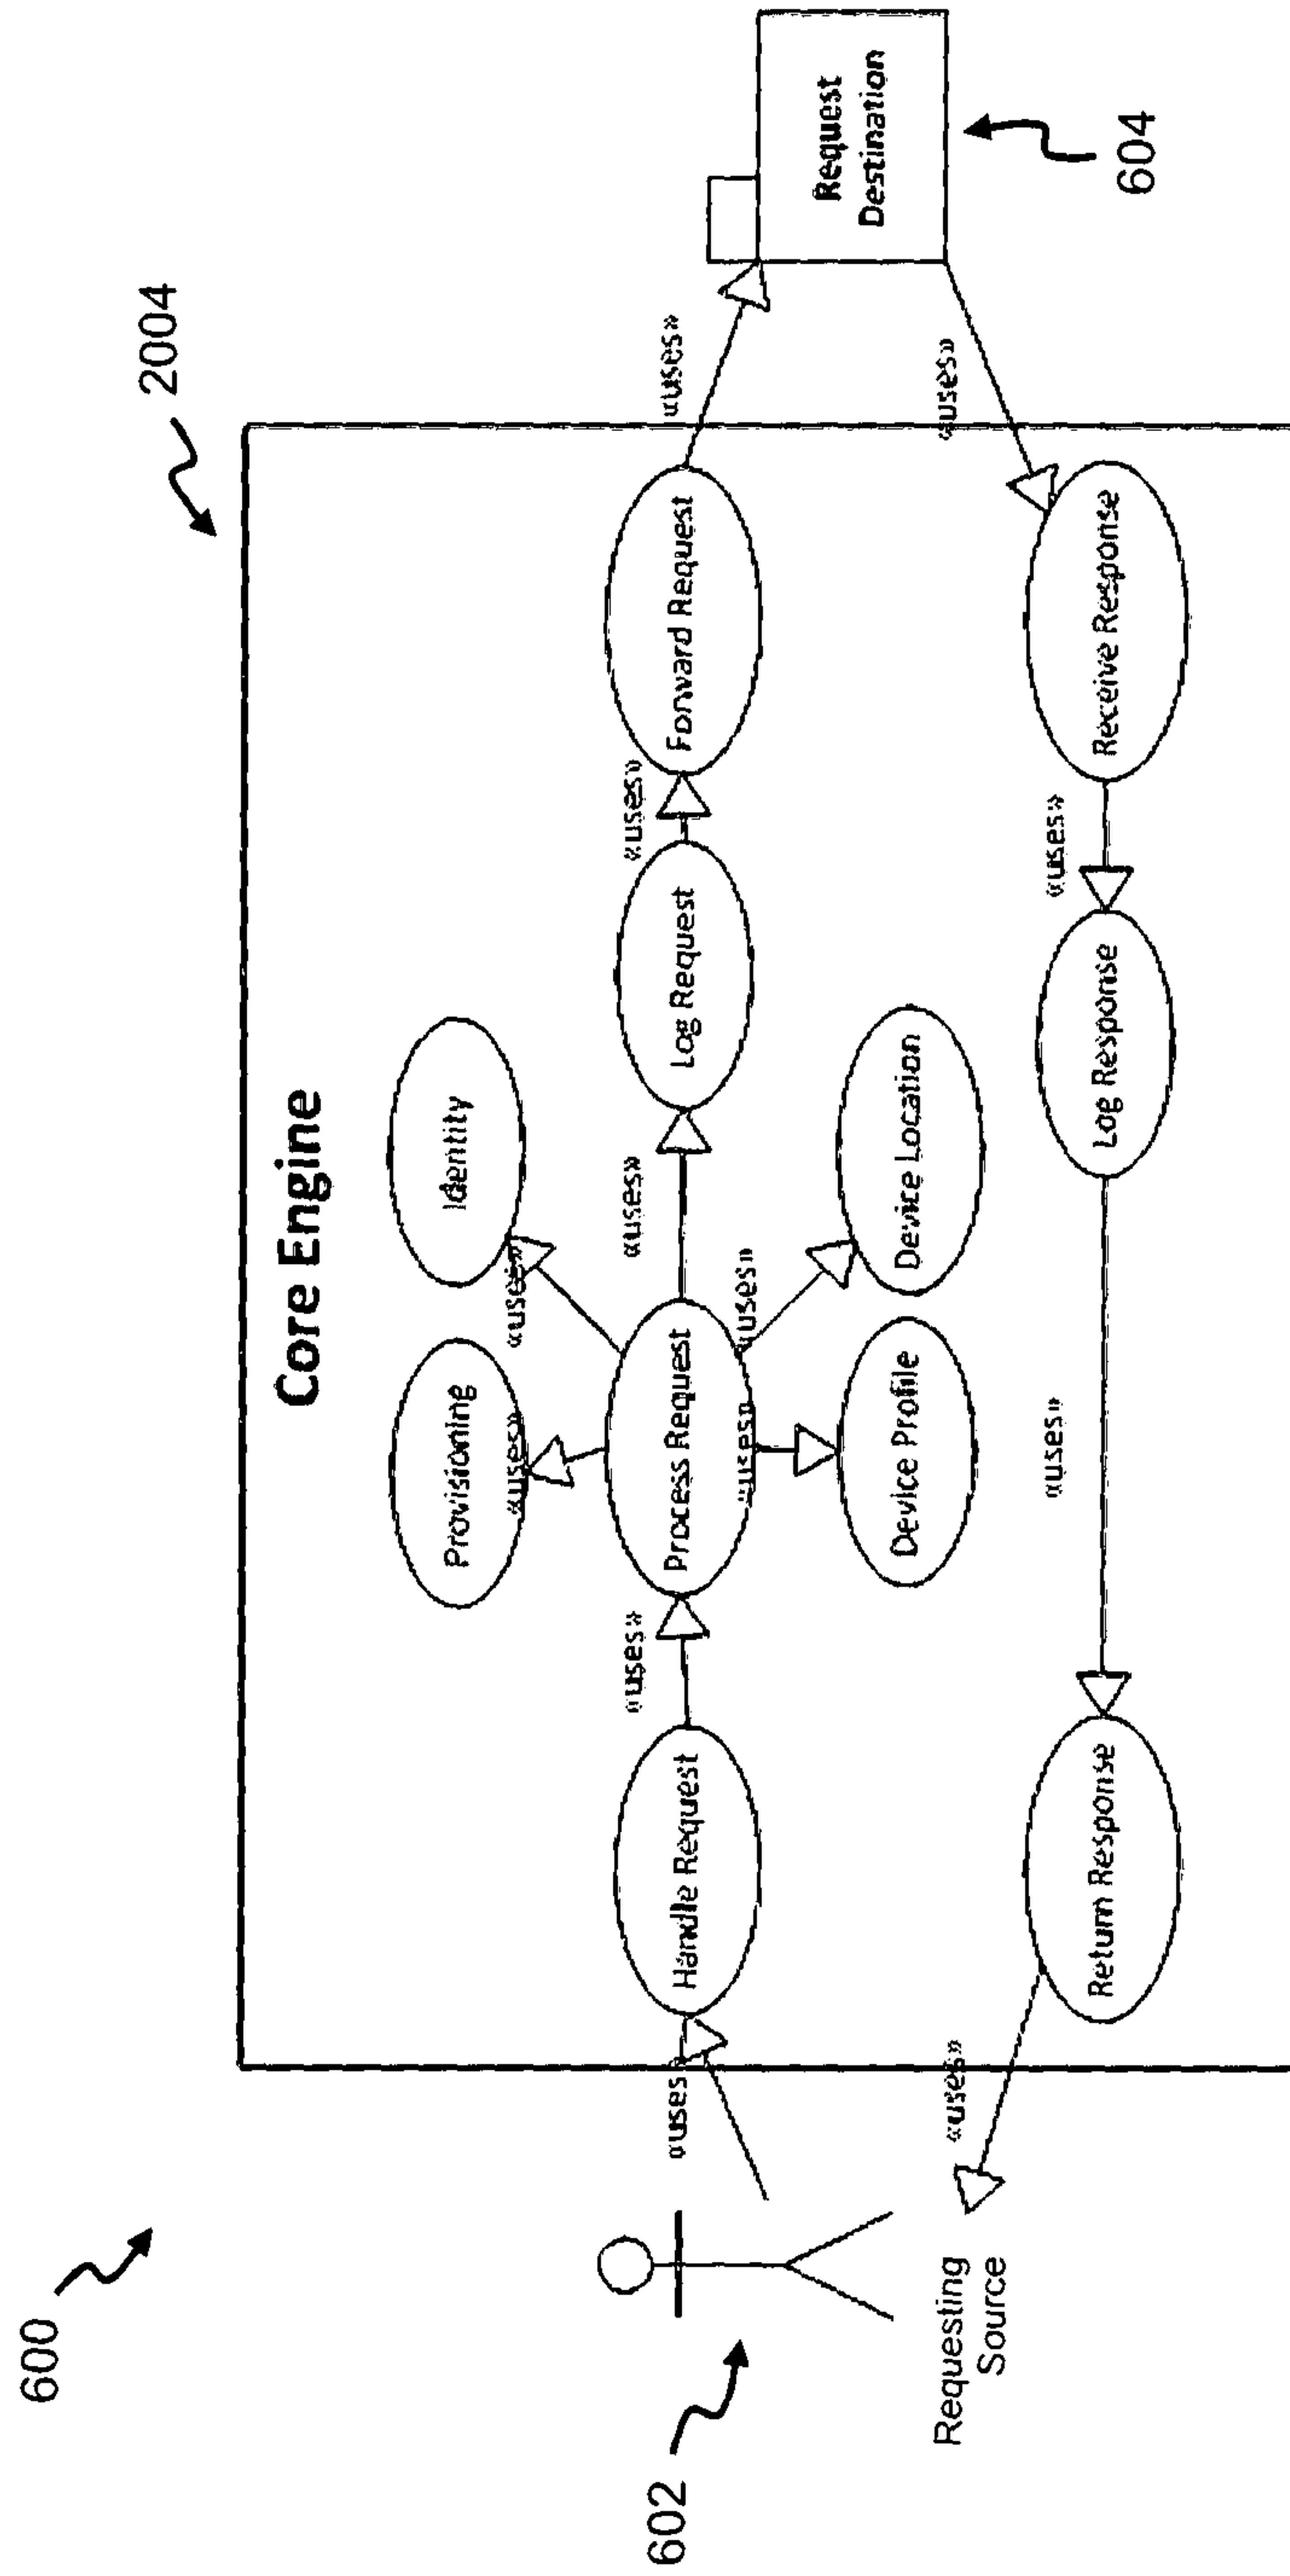 600
2004
Core Engine
Provisioning
«uses»
Identity
«uses»
602
Requesting
Source
«uses
Handle Request
«uses»
Process Request
«uses»
Log Request
«uses»
Forward Request
«uses»
Request
Destination
604
«uses»
Device Profile
«uses»
Device Location
«uses»
Receive Response
«uses»
Log Response
«uses»
Return Response
«uses»